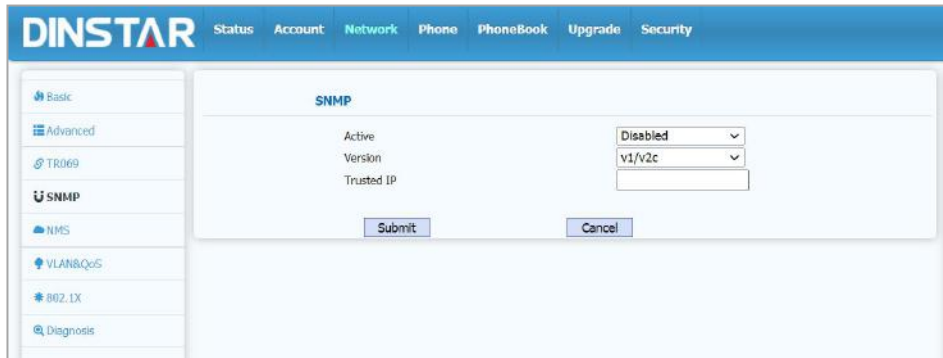 DINSTAR Status Account Network Phone PhoneBook Upgrade Security
Basic
Advanced
TR069
SNMP
NMS
VLAN&QoS
802.1X
Diagnosis
SNMP
Active Disabled
Version v1/v2c
Trusted IP
Submit Cancel